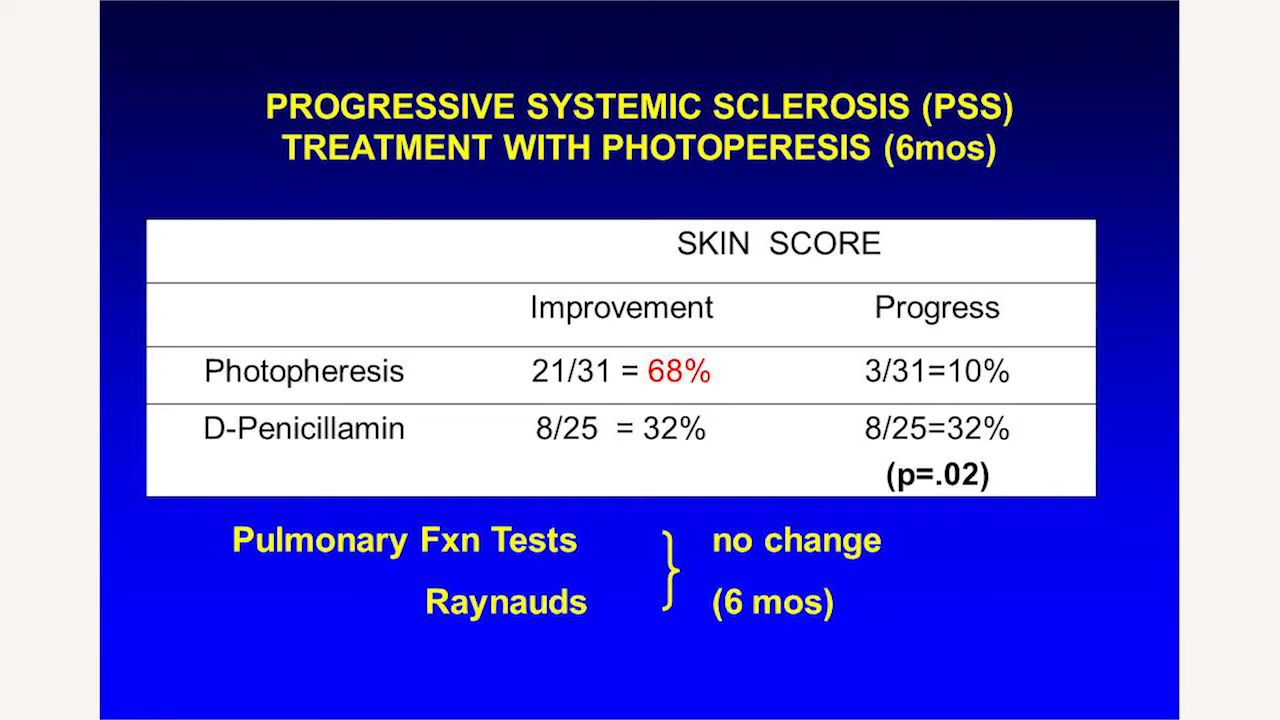 PROGRESSIVE SYSTEMIC SCLEROSIS (PSS)
TREATMENT WITH PHOTOPERESIS (6mos)
SKIN SCORE
Improvement Progress
Photopheresis 21/31 = 68% 3/31=10%
D-Penicillamin 8/25 = 32% 8/25=32%
(p=.02)
Pulmonary Fxn Tests } no change
Raynauds (6 mos)